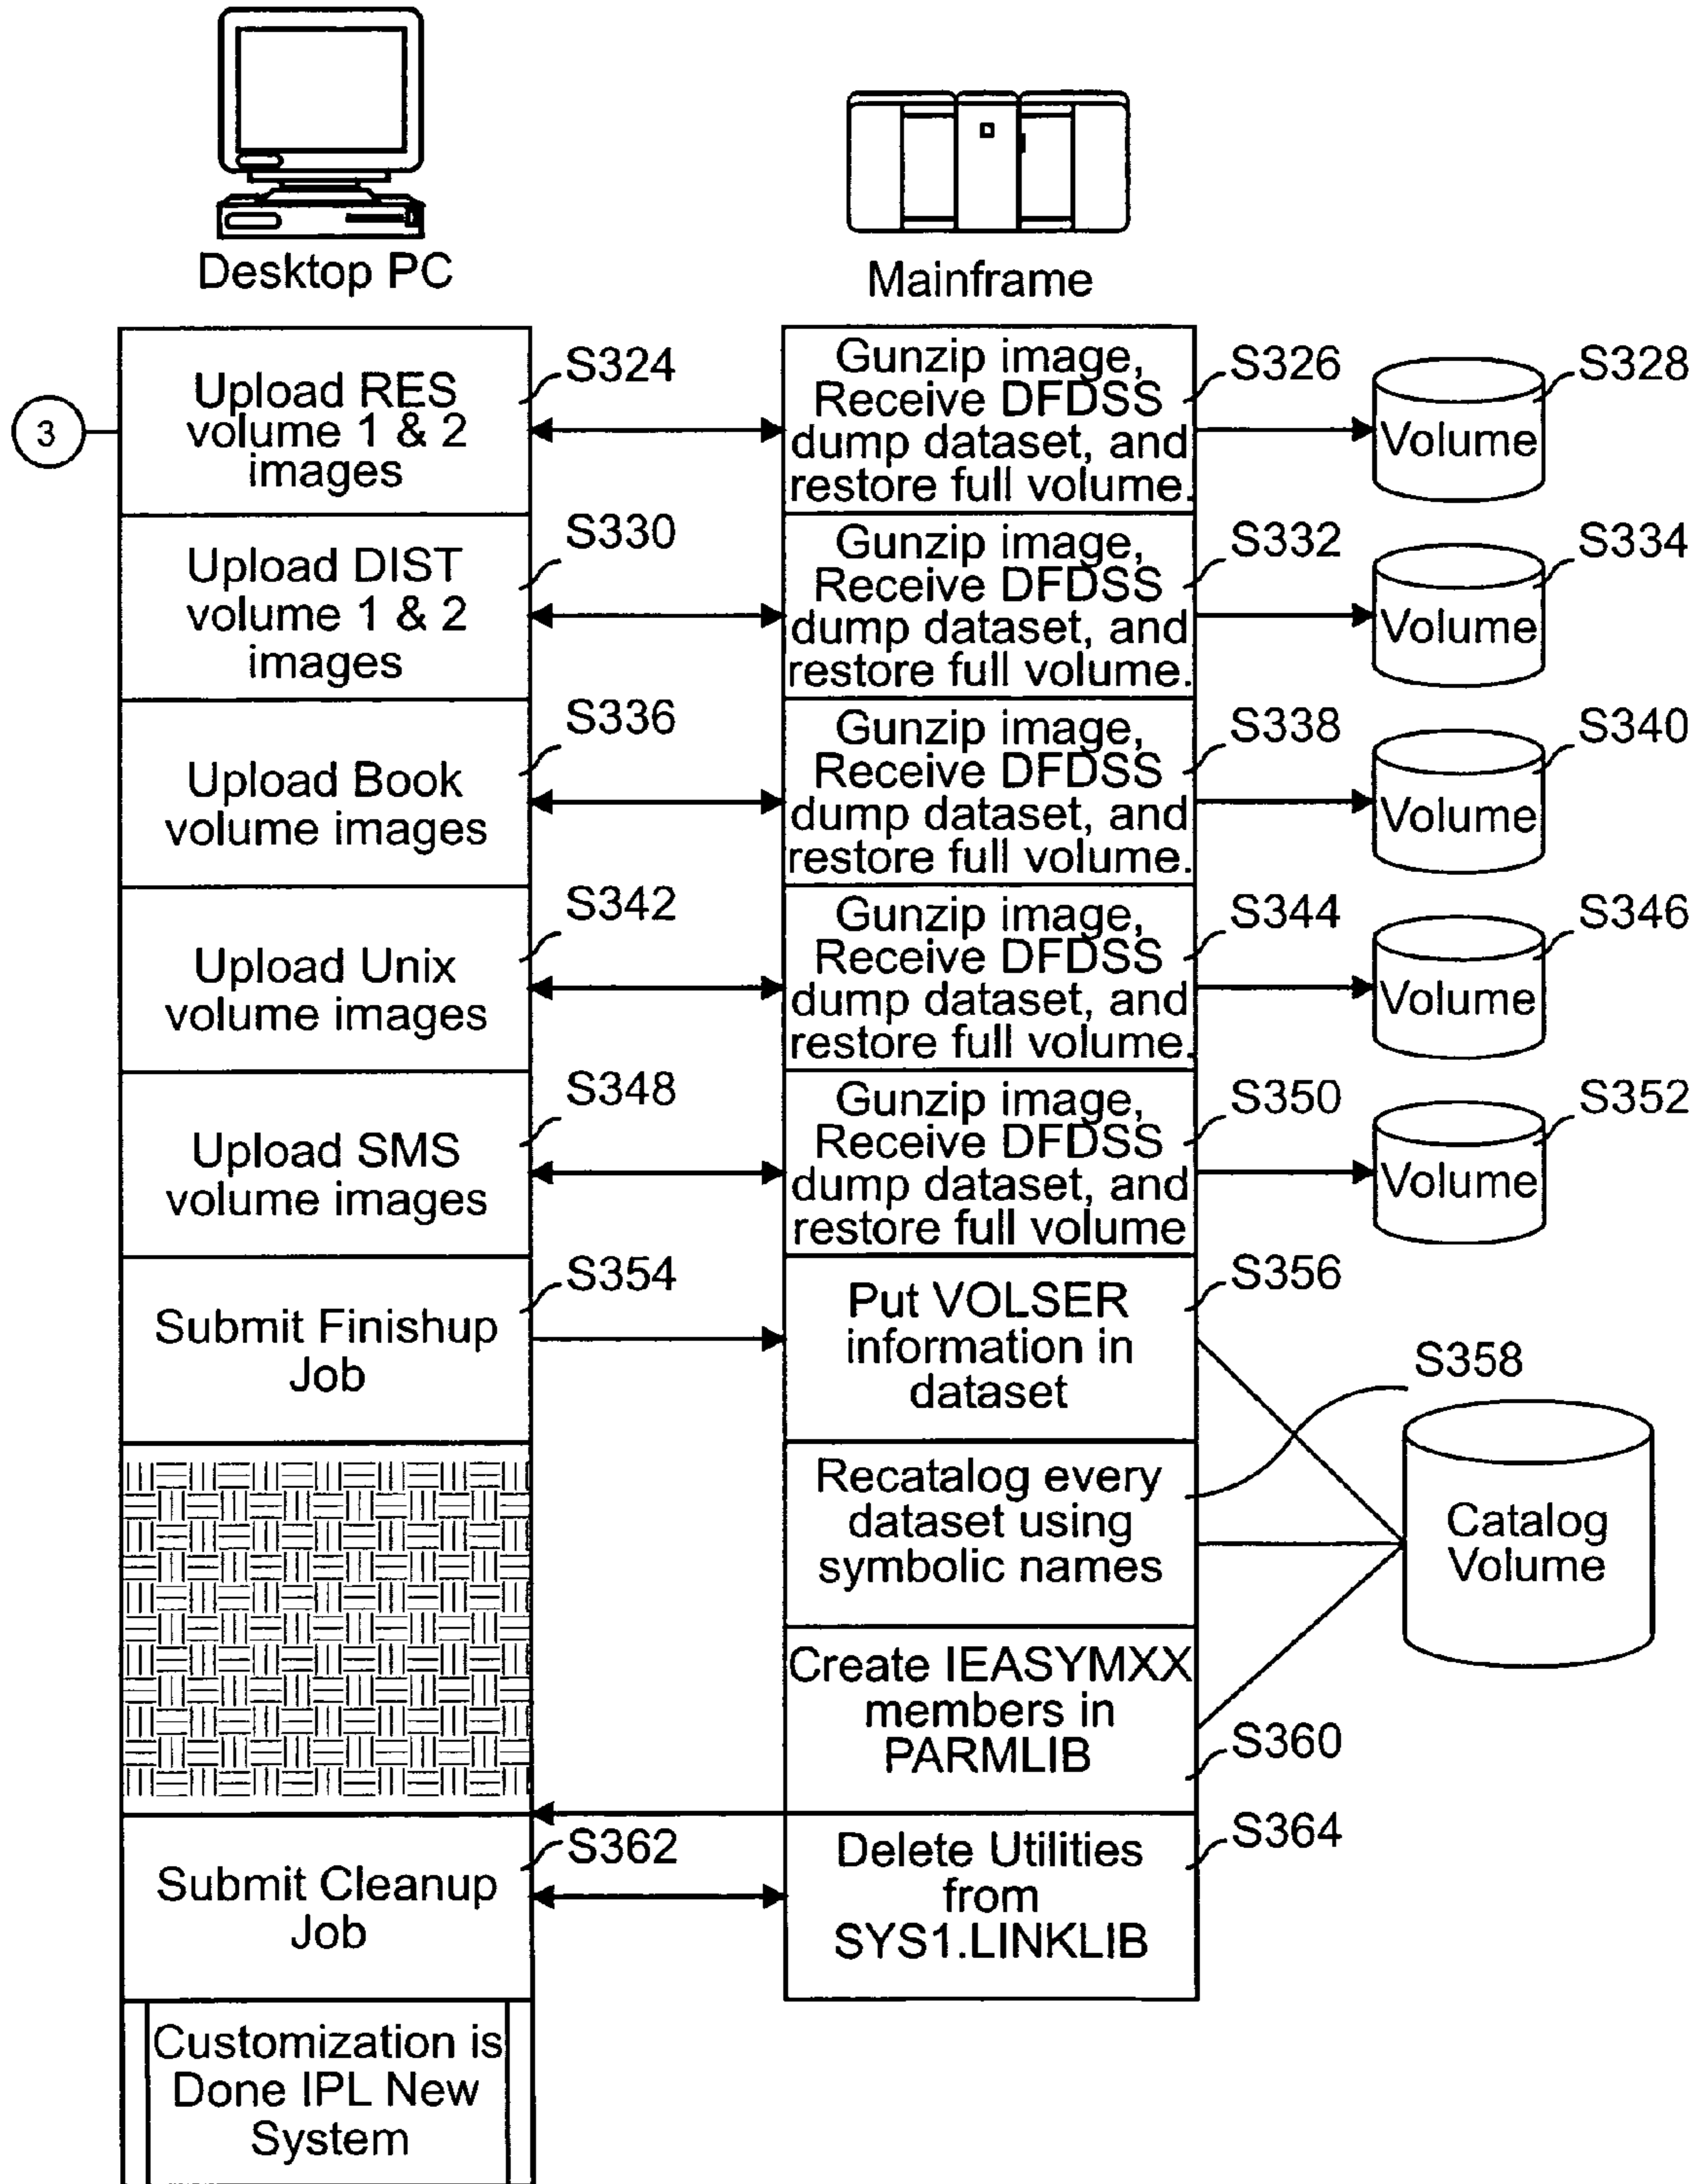 Desktop PC
Mainframe
3
Upload RES
volume 1 & 2
images
S324
Gunzip image,
Receive DFDSS
dump dataset, and
restore full volume.
S326
Volume
S328
Upload DIST
volume 1 & 2
images
S330
Gunzip image,
Receive DFDSS
dump dataset, and
restore full volume.
S332
Volume
S334
Upload Book
volume images
S336
Gunzip image,
Receive DFDSS
dump dataset, and
restore full volume.
S338
Volume
S340
Upload Unix
volume images
S342
Gunzip image,
Receive DFDSS
dump dataset, and
restore full volume.
S344
Volume
S346
Upload SMS
volume images
S348
Gunzip image,
Receive DFDSS
dump dataset, and
restore full volume
S350
Volume
S352
Submit Finishup
Job
S354
Put VOLSER
information in
dataset
S356
Recatalog every
dataset using
symbolic names
S358
Catalog
Volume
Create IEASYMXX
members in
PARMLIB
S360
Submit Cleanup
Job
S362
Delete Utilities
from
SYS1.LINKLIB
S364
Customization is
Done IPL New
System